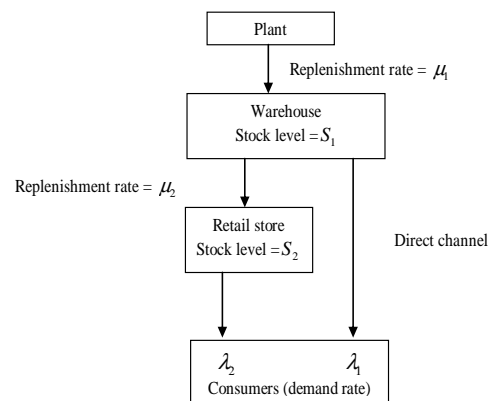 Plant
Replenishment rate = μ₁
Warehouse
Stock level = S₁
Replenishment rate = μ₂
Retail store
Stock level = S₂
Direct channel
λ₂ λ₁
Consumers (demand rate)